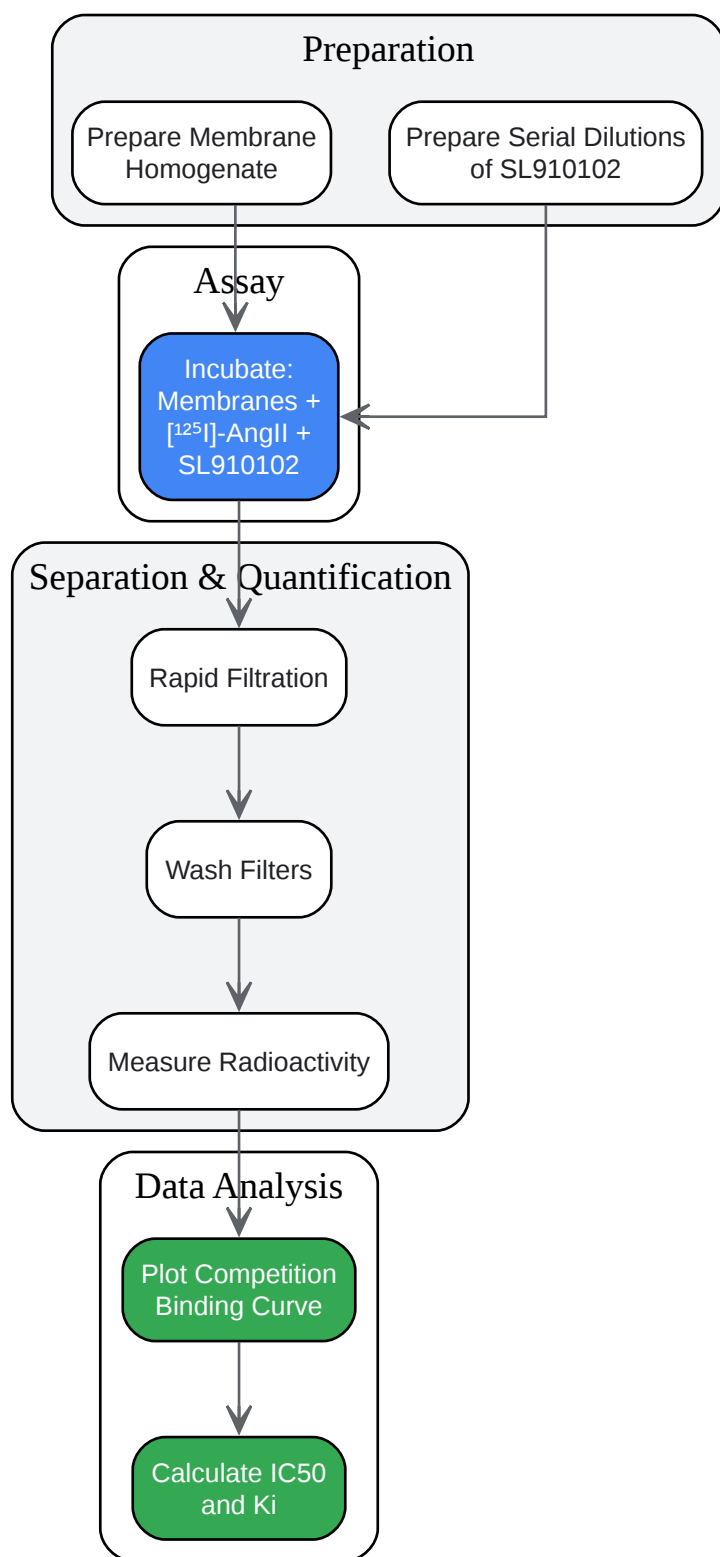 Preparation
Prepare Membrane
Homogenate
Prepare Serial Dilutions
of SL910102
Assay
Incubate:
Membranes +
[¹²⁵I]-AngII +
SL910102
Separation & Quantification
Rapid Filtration
Wash Filters
Measure Radioactivity
Data Analysis
Plot Competition
Binding Curve
Calculate IC50
and Ki